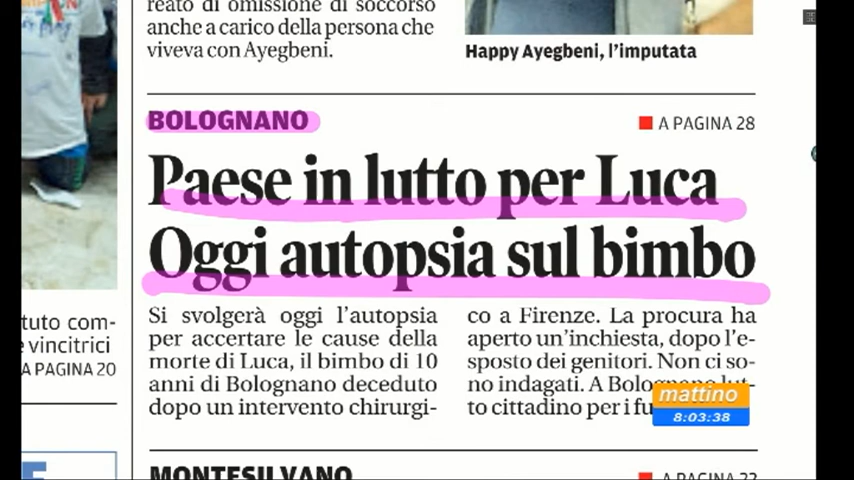 reato di omissione di soccorso
anche a carico della persona che
viveva con Ayegbeni.
Happy Ayegbeni, l'imputata
BOLOGNANO
A PAGINA 28
Paese in lutto per Luca
Oggi autopsia sul bimbo
Si svolgerà oggi l'autopsia
per accertare le cause della
morte di Luca, il bimbo di 10
anni di Bolognano deceduto
dopo un intervento chirurgi-
co a Firenze. La procura ha
aperto un'inchiesta, dopo l'e-
sposto dei genitori. Non ci so-
no indagati. A Bolognano lut-
to cittadino per i fu
tuto com-
e vincitrici
A PAGINA 20
mattino
8:03:38
MONTESILVANO
A PAGINA 22